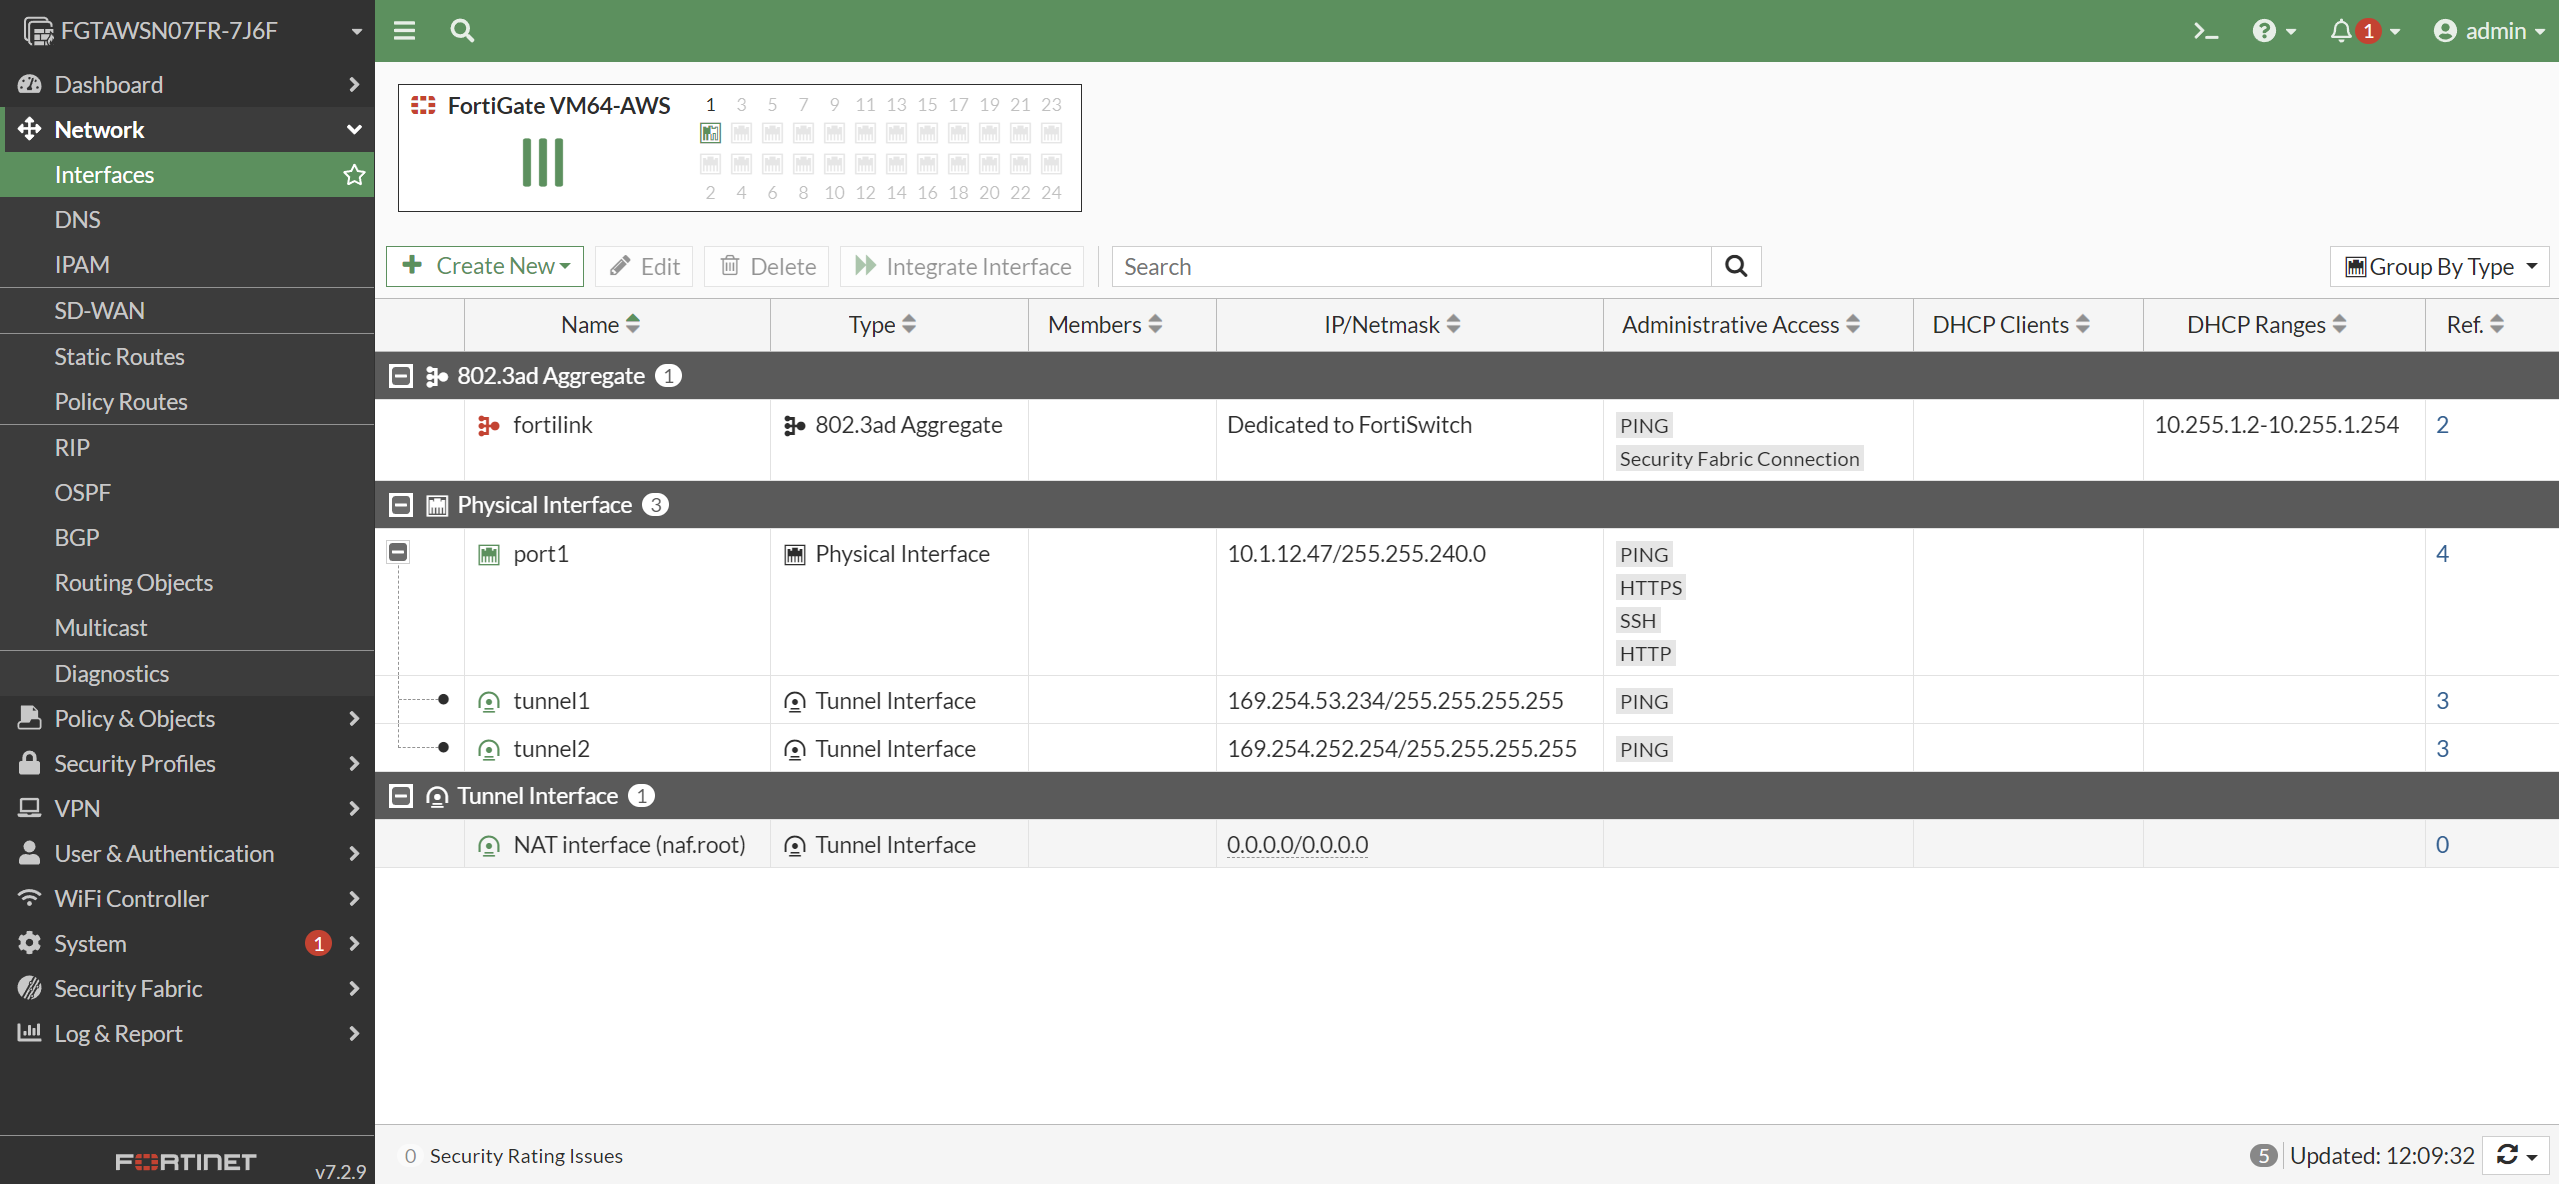 FGTAWSN07FR-7J6F
1
admin
Dashboard
Network
Interfaces
DNS
IPAM
SD-WAN
Static Routes
Policy Routes
RIP
OSPF
BGP
Routing Objects
Multicast
Diagnostics
Policy & Objects
Security Profiles
VPN
User & Authentication
WiFi Controller
System 1
Security Fabric
Log & Report
FORTINET v7.2.9
FortiGate VM64-AWS
1 3 5 7 9 11 13 15 17 19 21 23
2 4 6 8 10 12 14 16 18 20 22 24
Create New Edit Delete Integrate Interface Search Group By Type
Name Type Members IP/Netmask Administrative Access DHCP Clients DHCP Ranges Ref.
802.3ad Aggregate 1
fortilink 802.3ad Aggregate Dedicated to FortiSwitch PING 10.255.1.2-10.255.1.254 2
Security Fabric Connection
Physical Interface 3
port1 Physical Interface 10.1.12.47/255.255.240.0 PING 4
HTTPS
SSH
HTTP
tunnel1 Tunnel Interface 169.254.53.234/255.255.255.255 PING 3
tunnel2 Tunnel Interface 169.254.252.254/255.255.255.255 PING 3
Tunnel Interface 1
NAT interface (naf.root) Tunnel Interface 0.0.0.0/0.0.0.0 0
0 Security Rating Issues 5 Updated: 12:09:32